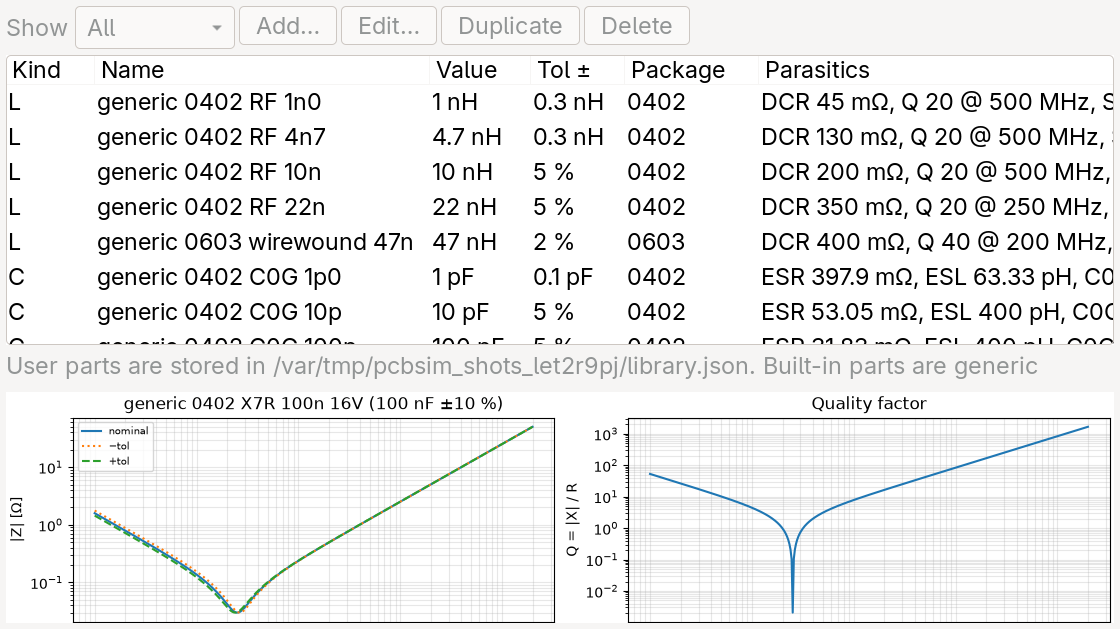 Show All Add... Edit... Duplicate Delete
Kind Name Value Tol ± Package Parasitics
L generic 0402 RF 1n0 1 nH 0.3 nH 0402 DCR 45 mΩ, Q 20 @ 500 MHz,
L generic 0402 RF 4n7 4.7 nH 0.3 nH 0402 DCR 130 mΩ, Q 20 @ 500 MHz,
L generic 0402 RF 10n 10 nH 5 % 0402 DCR 200 mΩ, Q 20 @ 500 MHz,
L generic 0402 RF 22n 22 nH 5 % 0402 DCR 350 mΩ, Q 20 @ 250 MHz,
L generic 0603 wirewound 47n 47 nH 2 % 0603 DCR 400 mΩ, Q 40 @ 200 MHz,
C generic 0402 C0G 1p0 1 pF 0.1 pF 0402 ESR 397.9 mΩ, ESL 63.33 pH,
C generic 0402 C0G 10p 10 pF 5 % 0402 ESR 53.05 mΩ, ESL 400 pH,
User parts are stored in /var/tmp/pcbsim_shots_let2r9pj/library.json. Built-in parts are generic
generic 0402 X7R 100n 16V (100 nF ±10 %)
nominal
−tol
+tol
|Z| [Ω]
10¹
10⁰
10⁻¹
Quality factor
Q = |X| / R
10³
10²
10¹
10⁰
10⁻¹
10⁻²